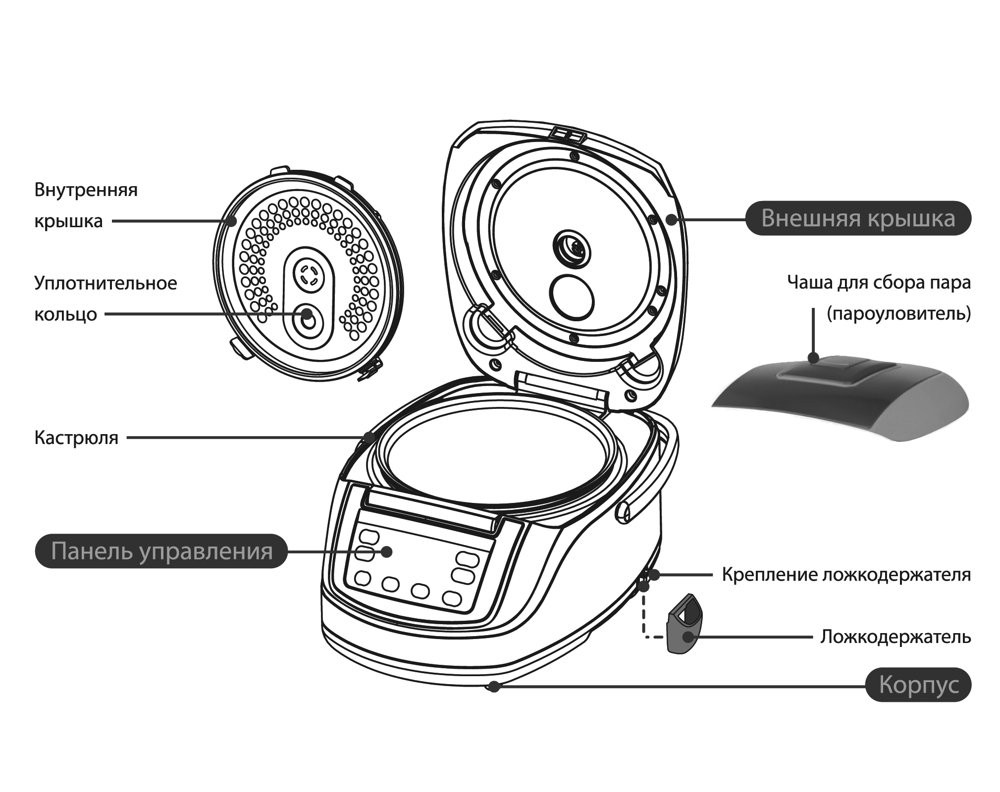 Внутренняя
крышка
Уплотнительное
кольцо
Кастрюля
Панель управления
Внешняя крышка
Чаша для сбора пара
(пароуловитель)
Крепление ложкодержателя
Ложкодержатель
Корпус